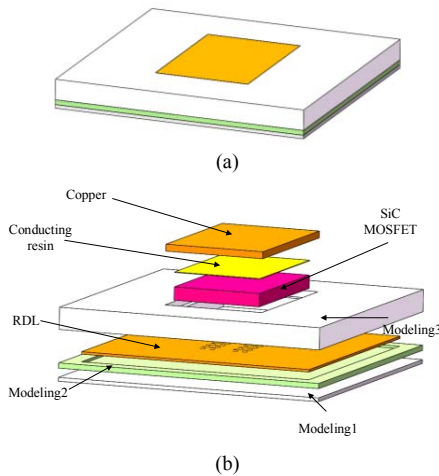 (a)
Copper
SiC
MOSFET
Conducting
resin
RDL
Modeling3
Modeling2
Modeling1
(b)